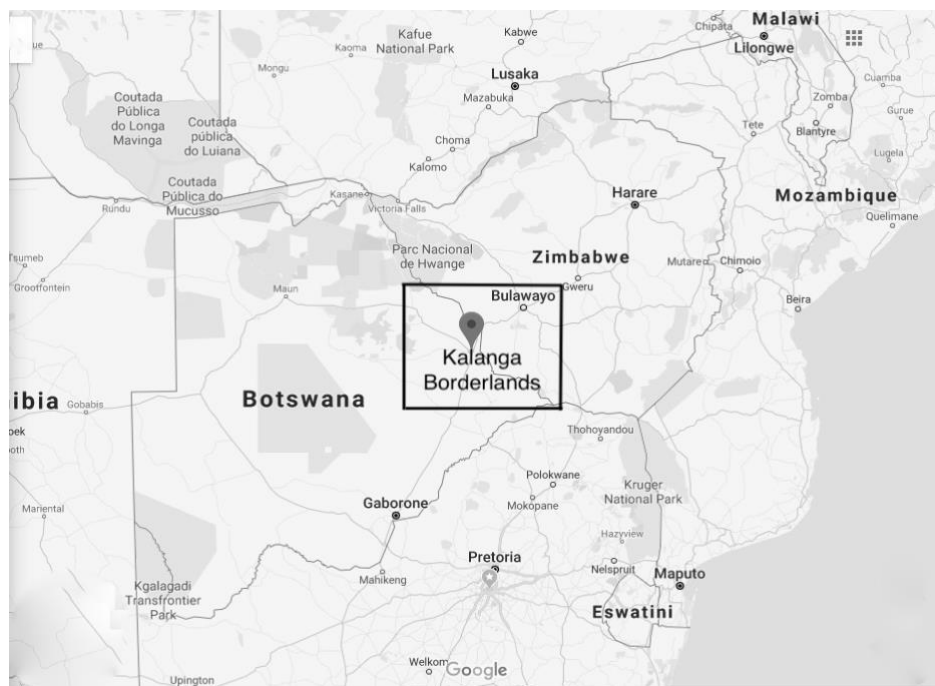 Malawi
Chipata
Lilongwe
Kafue
National Park
Kabwe
Kaoma
Mongu
Lusaka
Cuamba
Mazabuka
Zomba
Gurue
Coutada
Pública
do Longa
Mavinga
Coutada
pública
do Luiana
Tete
Blantyre
Choma
Kalomo
Lugela
Coutada
Pública do
Mucusso
Kasane
Victoria Falls
Harare
Mozambique
Rundu
Quelimane
Parc National
de Hwange
Zimbabwe
Tsumeb
Mutare
Chimoio
Grootfontein
Maun
Gweru
Bulawayo
Beira
Kalanga
Borderlands
ibia
Gobabis
Botswana
oek
oth
Thohoyandou
Polokwane
Mokopane
Kruger
National Park
Gaborone
Mariental
Hazyview
Pretoria
Nelspruit
Maputo
Mahikeng
Kgalagadi
Transfrontier
Park
Eswatini
Welkom
Google
Upington